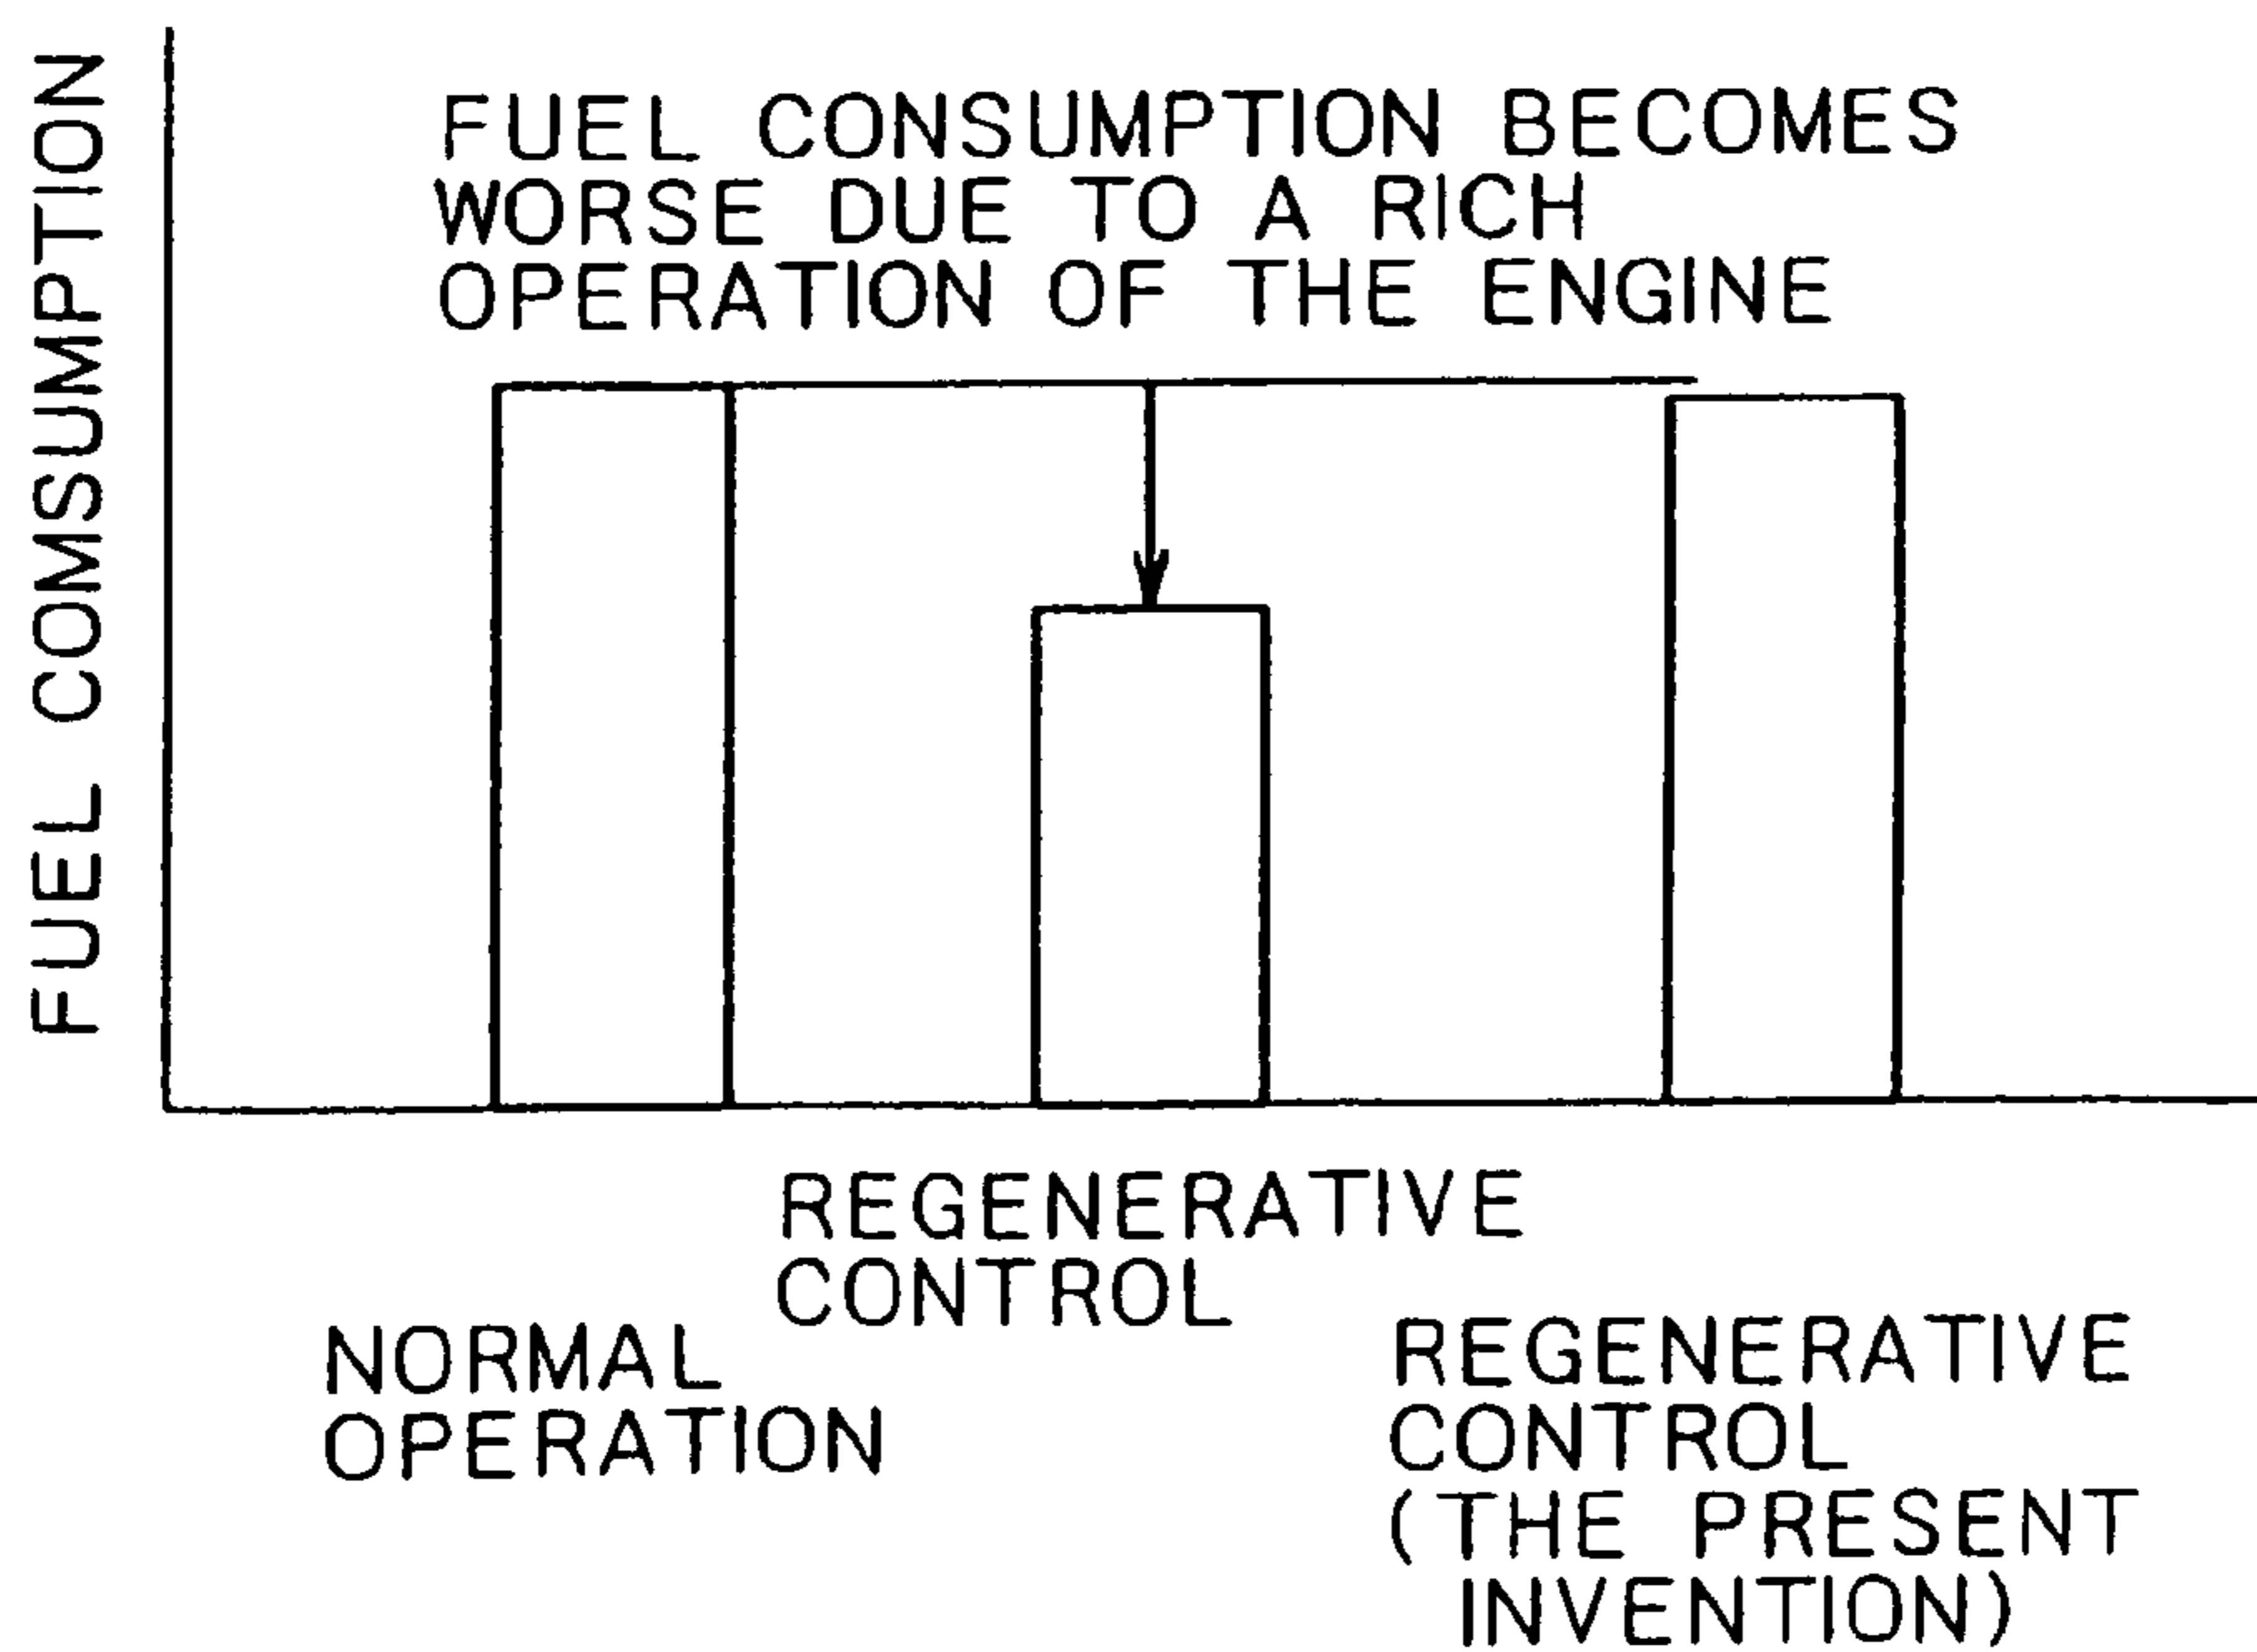 FUEL COMSUMPTION
FUEL CONSUMPTION BECOMES
WORSE DUE TO A RICH
OPERATION OF THE ENGINE
REGENERATIVE
CONTROL
NORMAL
OPERATION
REGENERATIVE
CONTROL
(THE PRESENT
INVENTION)